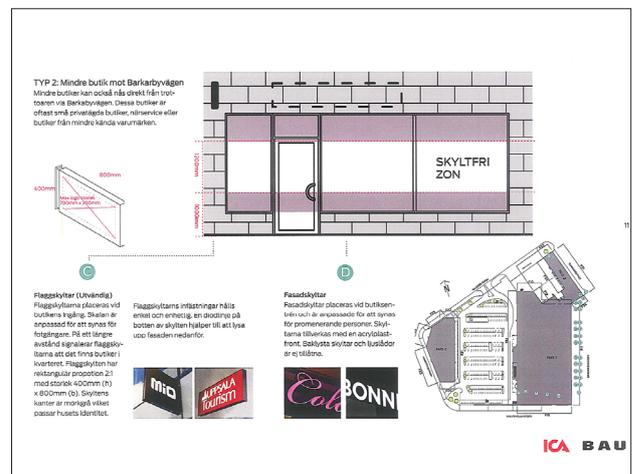 TYP 2: Mindre butik mot Barkarbyvägen
Mindre butiker kan också nås direkt från trot-
toaren via Barkabyvägen. Dessa butiker är
oftast små privatägda butiker, närservice eller
butiker från mindre kända varumärken.
SKYLTFRI
ZON
1200mm
800mm
400mm
11
C
D
Flaggskyltar (Utvändig)
Flaggskyltarna placeras vid
butikens ingång. Skalan är
anpassad för att synas för
fotgängare. På ett längre
avstånd signalerar flaggsky-
ltarna att det finns butiker i
kvarteret. Flaggskylten har
rektangulär propotion 2:1
med storlek 400mm (h)
x 800mm (b). Skyltens
kanter är mörkgrå vilket
passar husets identitet.
Flaggskyltarns infästningar hålls
enkel och enhetlig, en diodlinje på
botten av skylten hjälper till att lysa
upp fasaden nedanför.
Fasadskyltar
Fasadskyltar placeras vid butiksen-
trén och är anpassade för att synas
för promenerande personer. Skyl-
tarna tillverkas med en acrylplast-
front. Baklysta skyltar och ljuslådor
är ej tillåtna.
MIO
UPPSALA
Tourism
BONNI
ICA BAU